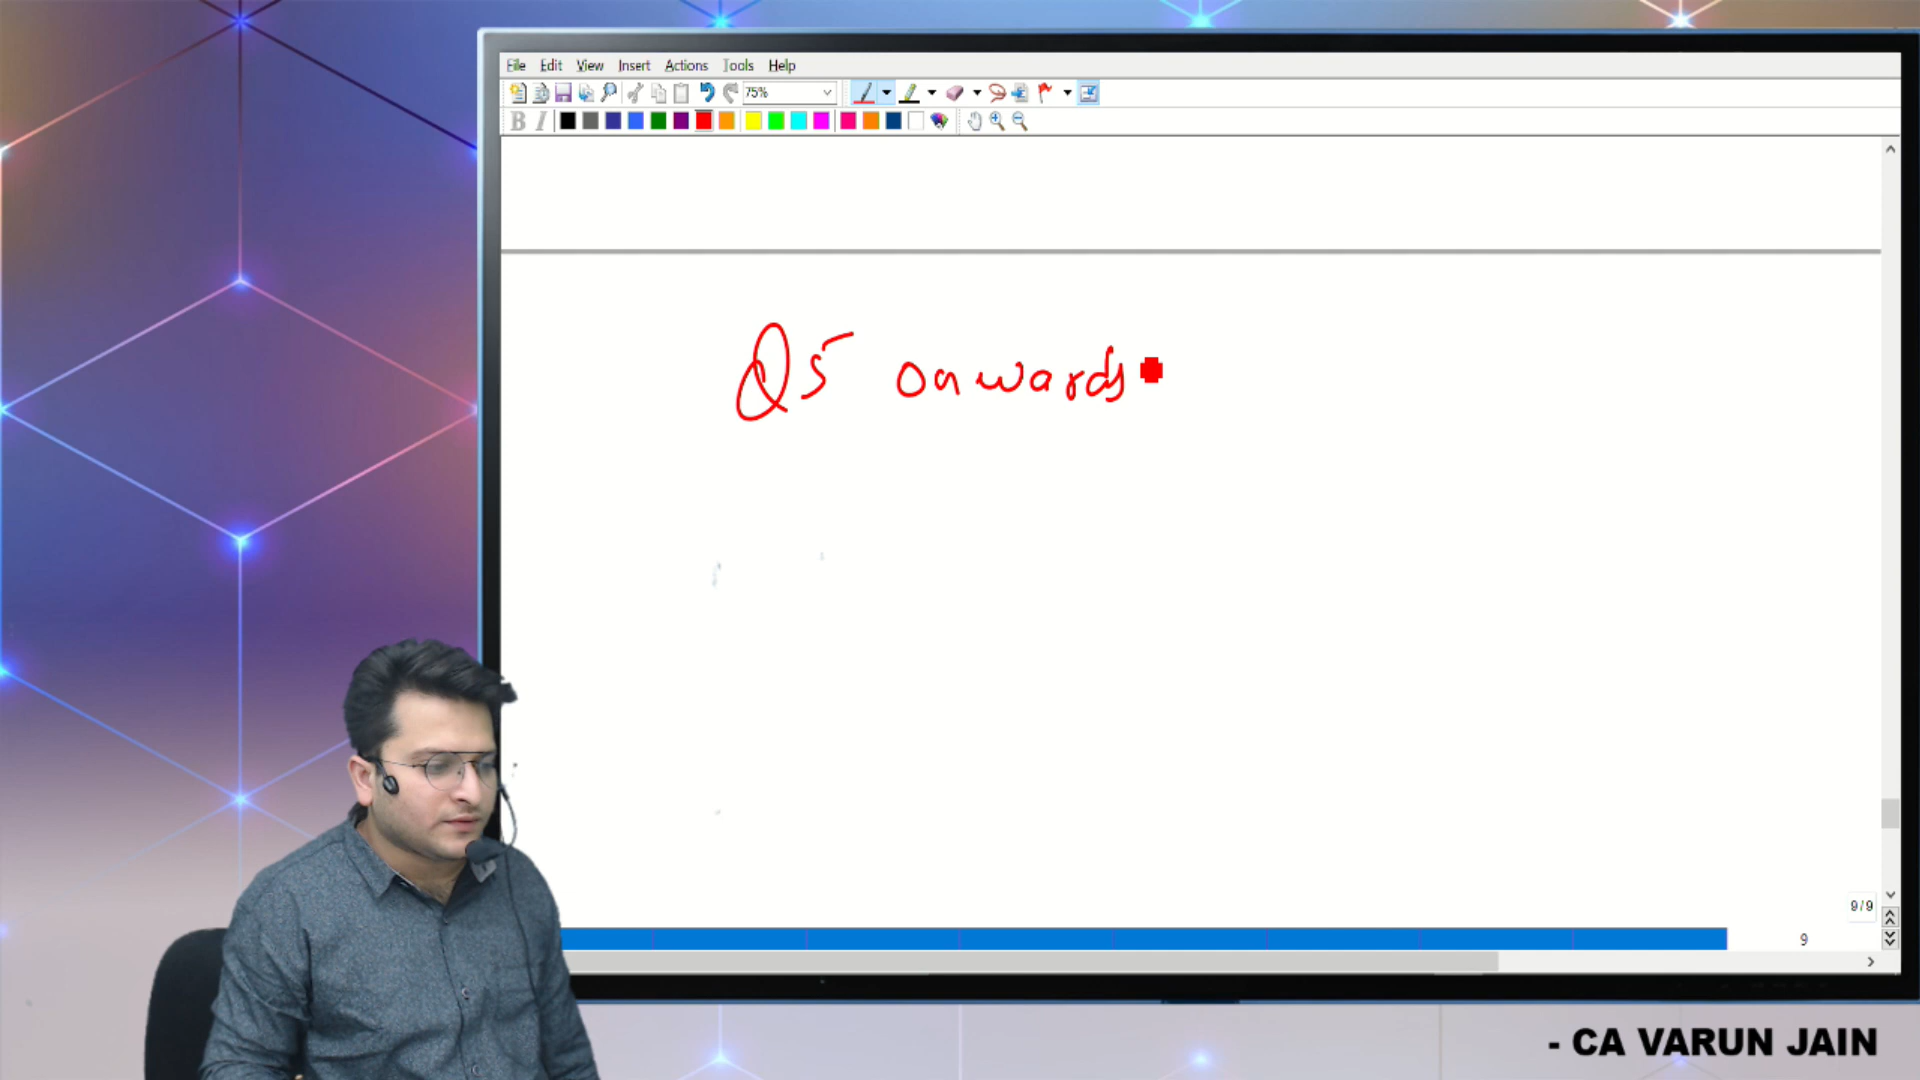 File Edit View Insert Actions Tools Help
75%
B I
Q5 onwards
9/9
9
- CA VARUN JAIN